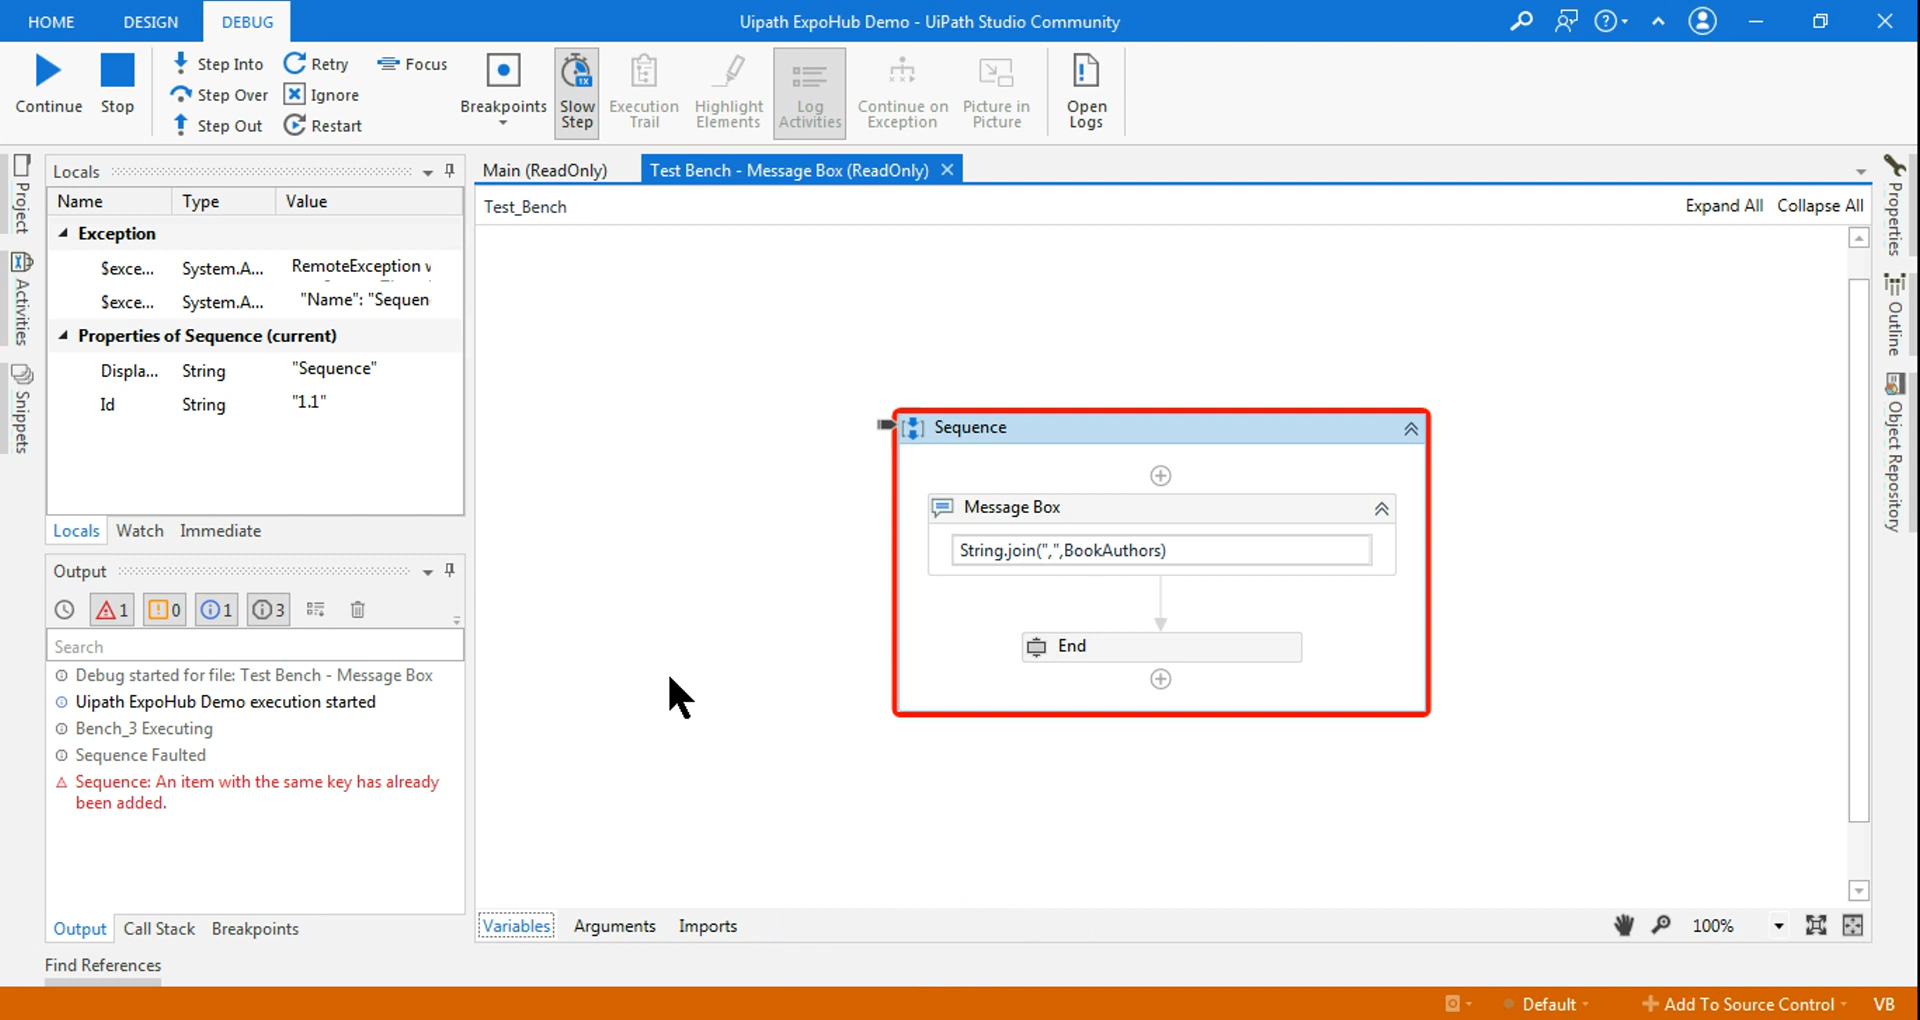 HOME DESIGN DEBUG Uipath ExpoHub Demo - UiPath Studio Community
Continue Stop
Step Into Retry Focus
Step Over Ignore
Step Out Restart
Breakpoints
Slow Step
Execution Trail
Highlight Elements
Log Activities
Continue on Exception
Picture in Picture
Open Logs
Project
Activities
Snippets
Locals
Name Type Value
Exception
$exce... System.A... RemoteException
$exce... System.A... "Name": "Sequen
Properties of Sequence (current)
Displa... String "Sequence"
Id String "1.1"
Locals Watch Immediate
Output
1 0 1 3
Search
Debug started for file: Test Bench - Message Box
Uipath ExpoHub Demo execution started
Bench_3 Executing
Sequence Faulted
Sequence: An item with the same key has already
been added.
Output Call Stack Breakpoints
Find References
Main (ReadOnly) Test Bench - Message Box (ReadOnly)
Test_Bench Expand All Collapse All
Sequence
Message Box
String.join(",",BookAuthors)
End
Variables Arguments Imports 100%
Properties
Outline
Object Repository
Default Add To Source Control VB